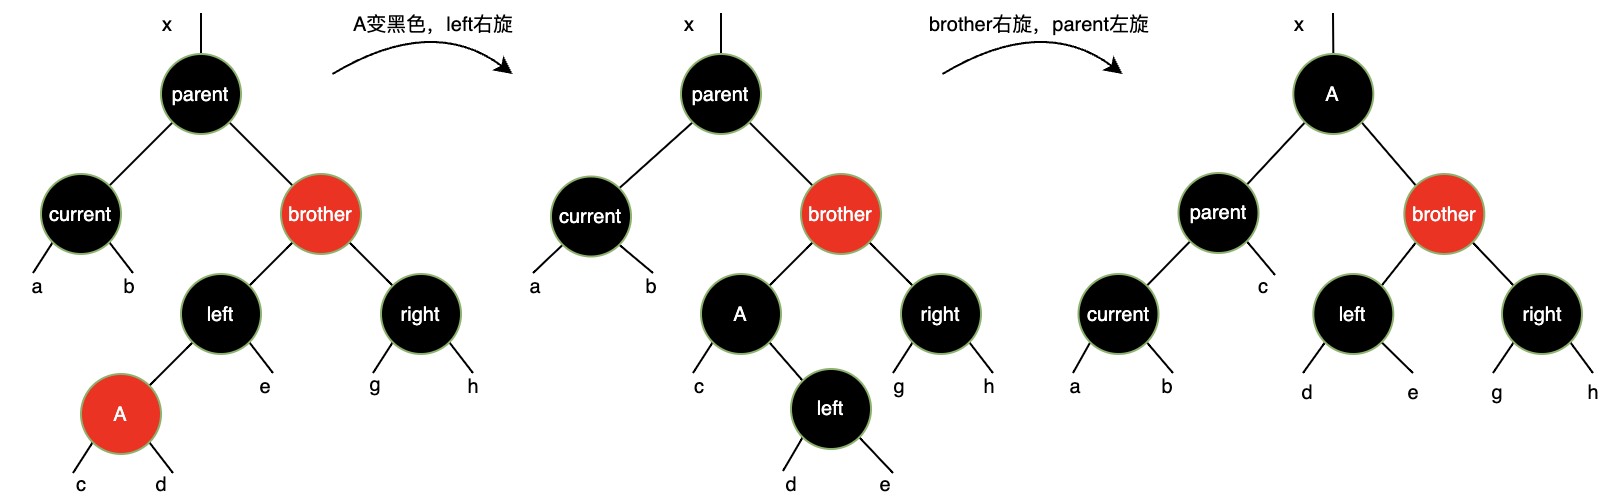 x
A变黑色，left右旋
x
brother右旋，parent左旋
x
parent
parent
A
current
brother
current
brother
parent
brother
a
b
a
b
c
left
right
A
right
current
left
right
e
g
h
c
g
h
a
b
d
e
g
h
A
left
c
d
d
e